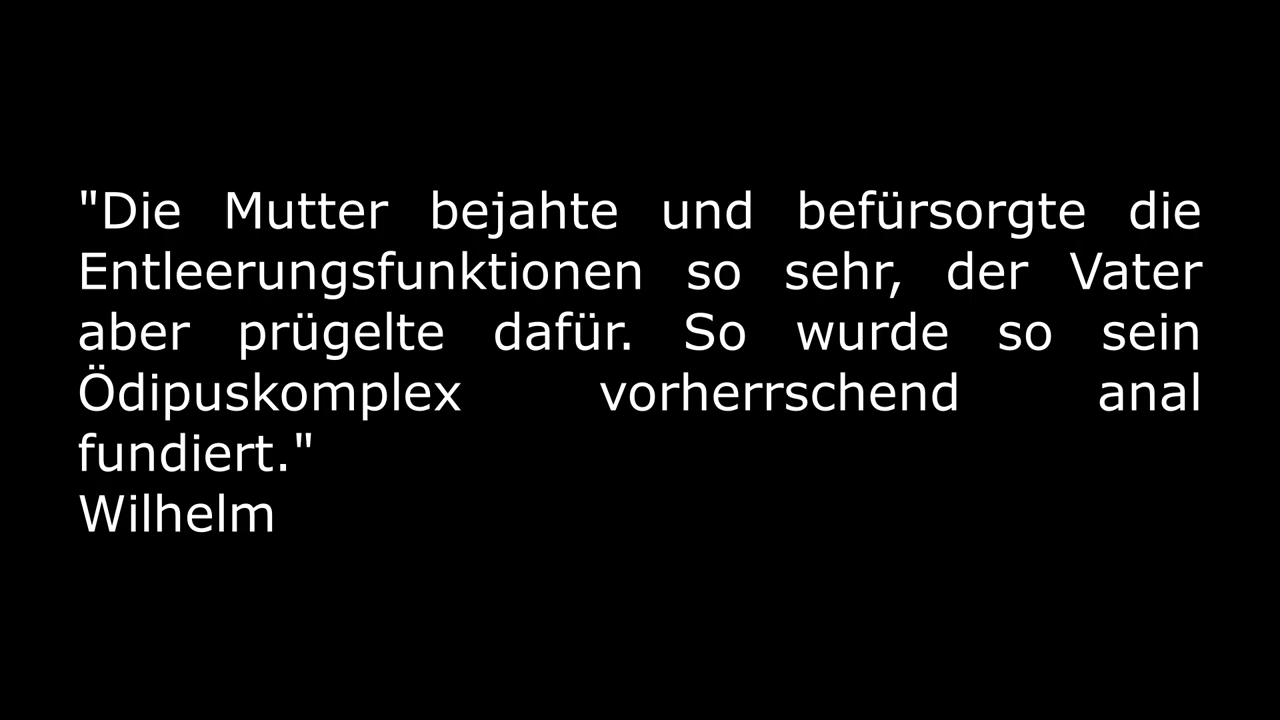 "Die Mutter bejahte und befürsorgte die
Entleerungsfunktionen so sehr, der Vater
aber prügelte dafür. So wurde so sein
Ödipuskomplex vorherrschend anal
fundiert."
Wilhelm